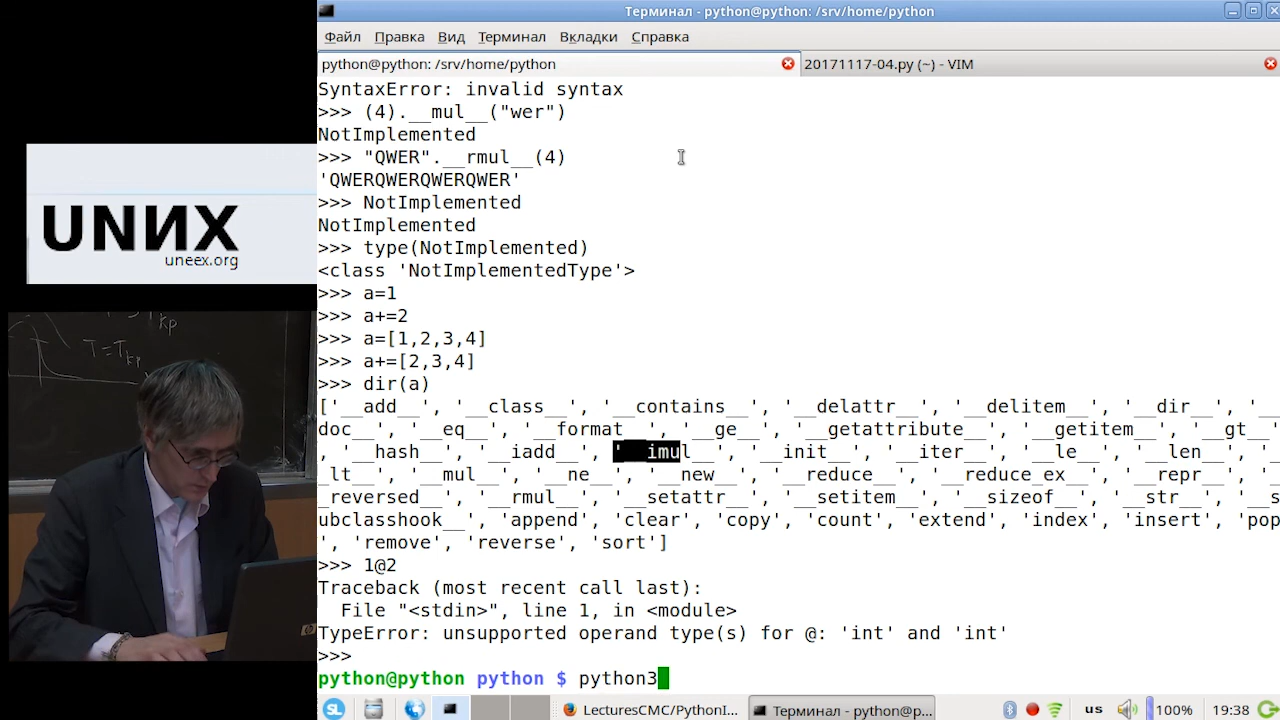 Терминал - python@python: /srv/home/python
Файл Правка Вид Терминал Вкладки Справка
python@python: /srv/home/python
20171117-04.py (~) - VIM
SyntaxError: invalid syntax
>>> (4).__mul__("wer")
NotImplemented
>>> "QWER".__rmul__(4)
'QWERQWERQWERQWER'
>>> NotImplemented
NotImplemented
>>> type(NotImplemented)
<class 'NotImplementedType'>
>>> a=1
>>> a+=2
>>> a=[1,2,3,4]
>>> a+=[2,3,4]
>>> dir(a)
['__add__', '__class__', '__contains__', '__delattr__', '__delitem__', '__dir__', '__
doc__', '__eq__', '__format__', '__ge__', '__getattribute__', '__getitem__', '__gt__'
, '__hash__', '__iadd__', '__imul__', '__init__', '__iter__', '__le__', '__len__', '_
_lt__', '__mul__', '__ne__', '__new__', '__reduce__', '__reduce_ex__', '__repr__', '_
_reversed__', '__rmul__', '__setattr__', '__setitem__', '__sizeof__', '__str__', '__s
ubclasshook__', 'append', 'clear', 'copy', 'count', 'extend', 'index', 'insert', 'pop
', 'remove', 'reverse', 'sort']
>>> 1@2
Traceback (most recent call last):
  File "<stdin>", line 1, in <module>
TypeError: unsupported operand type(s) for @: 'int' and 'int'
>>>
python@python python $ python3
LecturesCMC/PythonI...
Терминал - python@p...
us
100%
19:38
UNИX
uneex.org
T=Tкр